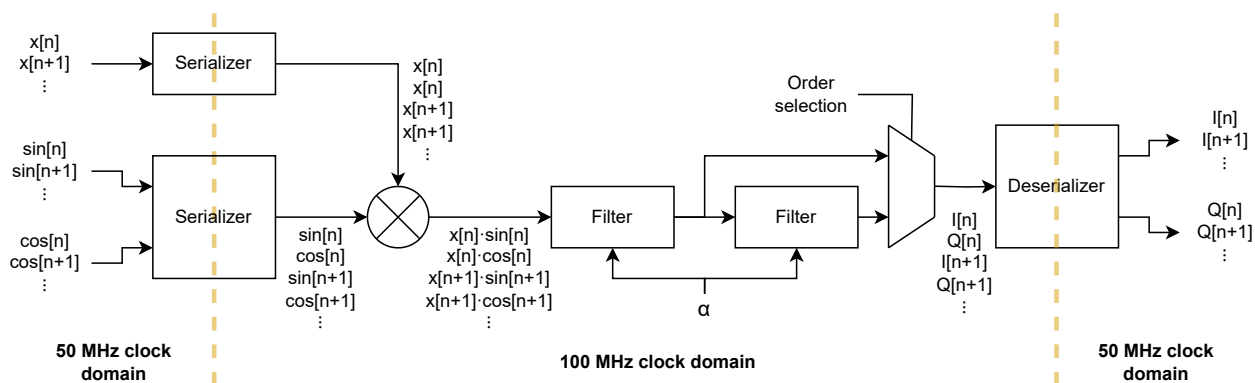 x[n]
x[n+1]
⋮
Serializer
x[n]
x[n]
x[n+1]
x[n+1]
⋮
sin[n]
sin[n+1]
⋮
cos[n]
cos[n+1]
⋮
Serializer
sin[n]
cos[n]
sin[n+1]
cos[n+1]
⋮
x[n]·sin[n]
x[n]·cos[n]
x[n+1]·sin[n+1]
x[n+1]·cos[n+1]
⋮
Filter
Filter
α
Order
selection
I[n]
Q[n]
I[n+1]
Q[n+1]
⋮
Deserializer
I[n]
I[n+1]
⋮
Q[n]
Q[n+1]
⋮
50 MHz clock
domain
100 MHz clock domain
50 MHz clock
domain